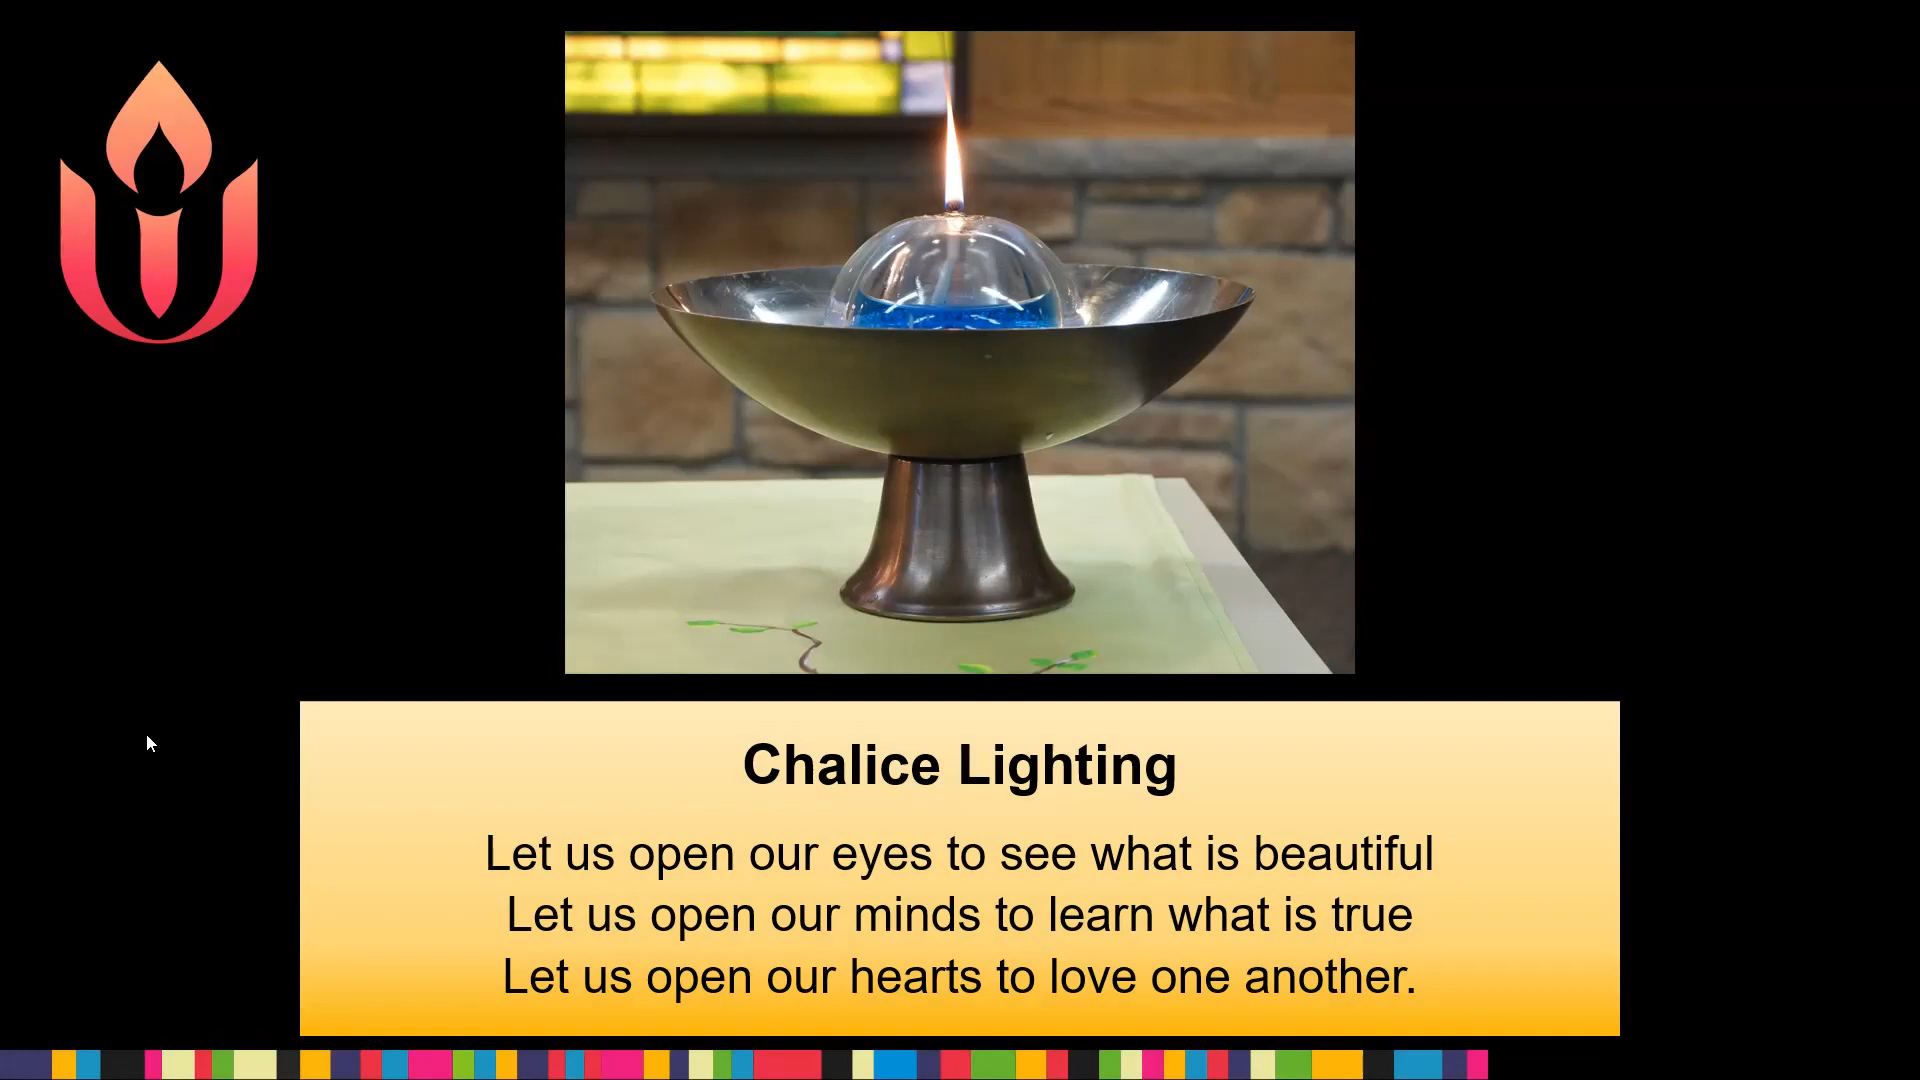 Chalice Lighting
Let us open our eyes to see what is beautiful
Let us open our minds to learn what is true
Let us open our hearts to love one another.